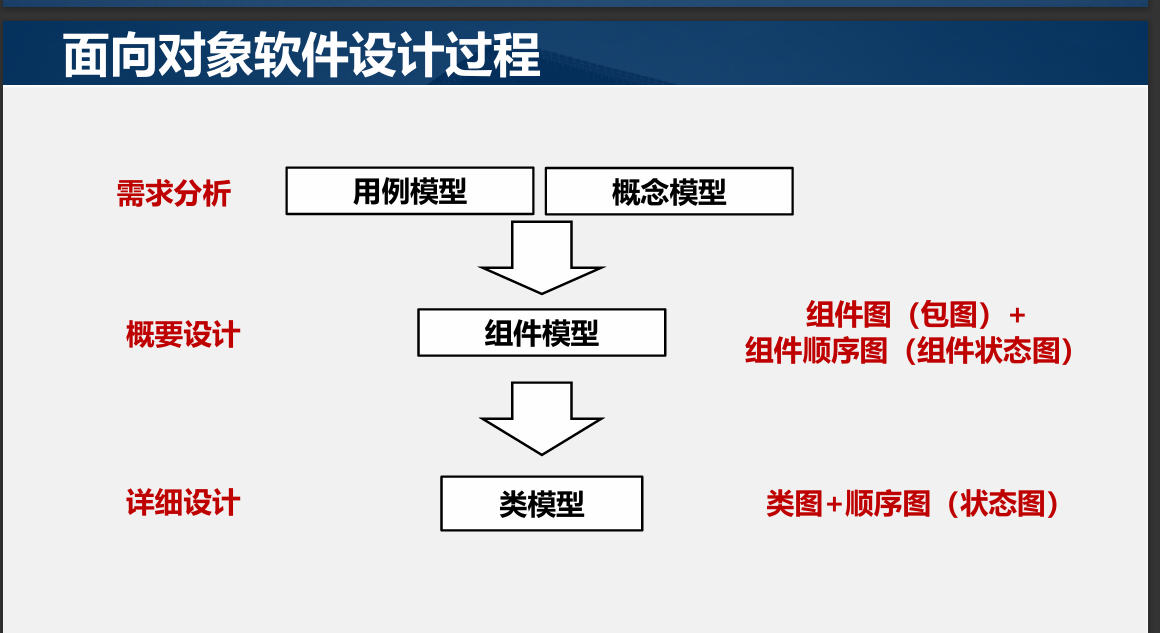 面向对象软件设计过程
需求分析
用例模型
概念模型
概要设计
组件模型
组件图（包图）+
组件顺序图（组件状态图）
详细设计
类模型
类图+顺序图（状态图）